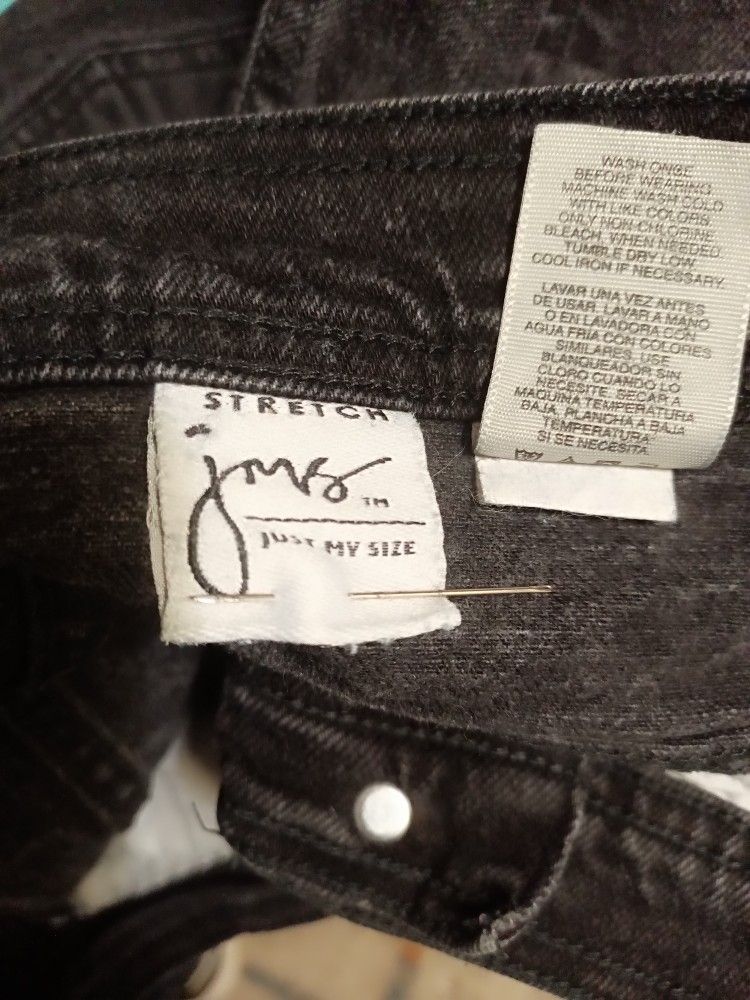 STRETCH
jms
TM
JUST MY SIZE
WASH ONCE
BEFORE WEARING
MACHINE WASH COLD
WITH LIKE COLORS
ONLY NON-CHLORINE
BLEACH, WHEN NEEDED
TUMBLE DRY LOW
COOL IRON IF NECESSARY
LAVAR UNA VEZ ANTES
DE USAR. LAVAR A MANO
O EN LAVADORA CON
AGUA FRIA CON COLORES
SIMILARES. USE
BLANQUEADOR SIN
CLORO CUANDO LO
NECESITE. SECAR A
MAQUINA TEMPERATURA
BAJA, PLANCHA A BAJA
TEMPERATURA
SI SE NECESITA.